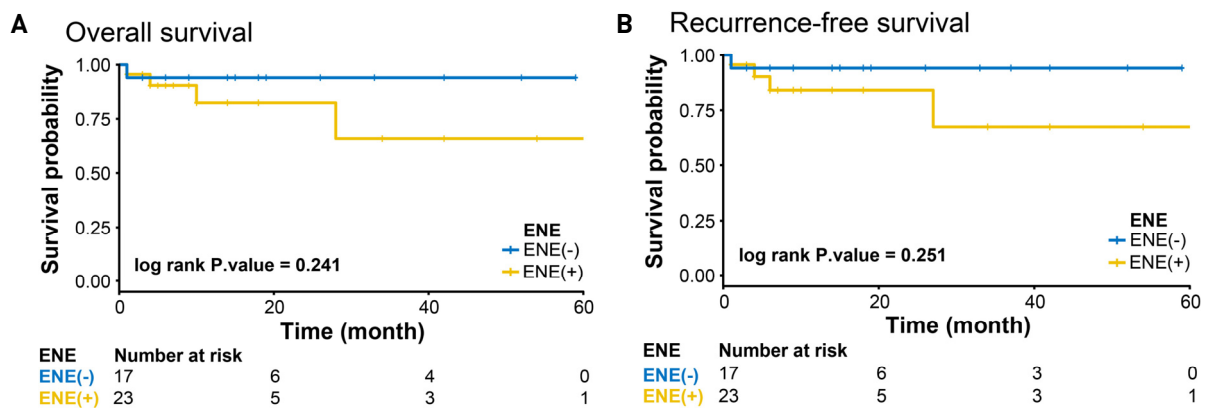 A Overall survival
Survival probability
1.00
0.75
0.50
0.25
0.00
log rank P.value = 0.241
ENE
ENE(-)
ENE(+)
0 20 40 60
Time (month)
ENE Number at risk
ENE(-) 17 6 4 0
ENE(+) 23 5 3 1
B Recurrence-free survival
Survival probability
1.00
0.75
0.50
0.25
0.00
log rank P.value = 0.251
ENE
ENE(-)
ENE(+)
0 20 40 60
Time (month)
ENE Number at risk
ENE(-) 17 6 3 0
ENE(+) 23 5 3 1